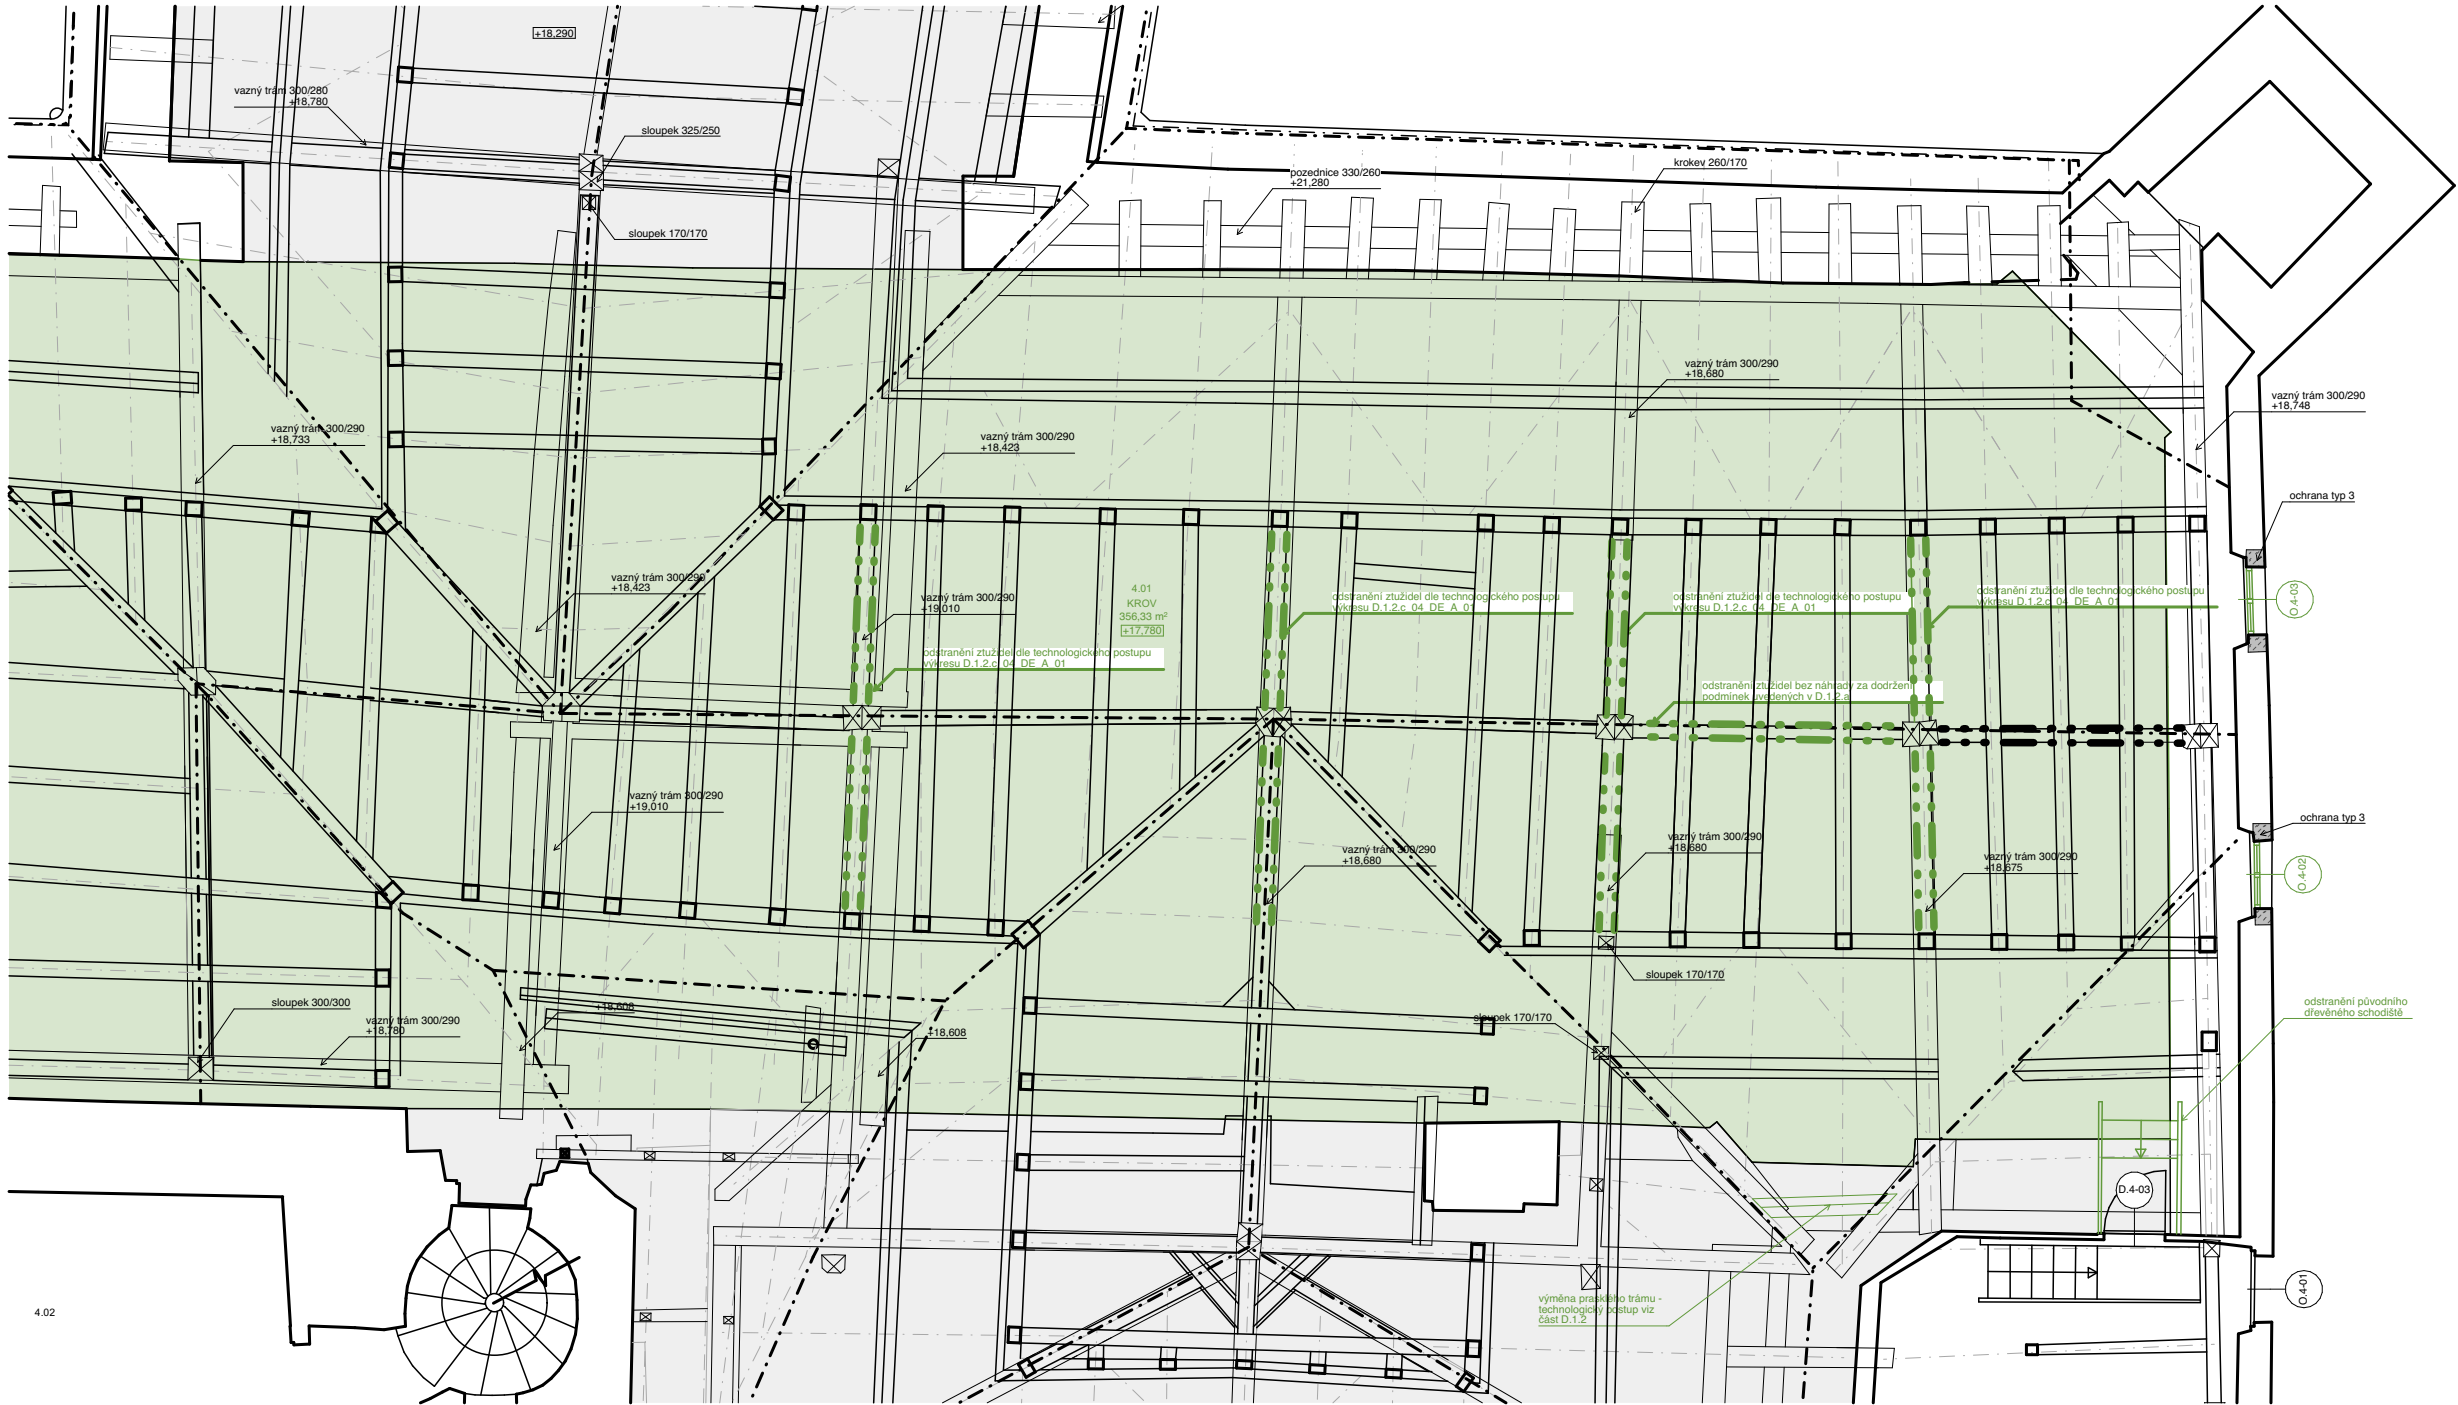 +18,290
vazný trám 300/280
+18,780
sloupek 325/250
sloupek 170/170
pozednice 330/260
+21,280
krokev 260/170
vazný trám 300/290
+18,680
vazný trám 300/290
+18,748
vazný trám 300/290
+18,733
vazný trám 300/290
+18,423
ochrana typ 3
vazný trám 300/290
+18,423
vazný trám 300/290
+19,010
4.01
KROV
356,33 m²
+17,780
odstranění ztužidel dle technologického postupu
výkresu D.1.2.c_04_DE_A_01
odstranění ztužidel dle technologického postupu
výkresu D.1.2.c_04_DE_A_01
odstranění ztužidel dle technologického postupu
výkresu D.1.2.c_04_DE_A_01
O.4-03
odstranění ztužidel dle technologického postupu
výkresu D.1.2.c_04_DE_A_01
odstranění ztužidel bez náhrady za dodržení
podmínek uvedených v D.1.2.a
vazný trám 300/290
+19,010
ochrana typ 3
vazný trám 300/290
+18,680
vazný trám 300/290
+18,680
vazný trám 300/290
+18,675
O.4-02
sloupek 170/170
sloupek 300/300
vazný trám 300/290
+18,780
+18,608
+18,608
sloupek 170/170
odstranění původního
dřevěného schodiště
D.4-03
4.02
výměna prasklého trámu -
technologický postup viz
část D.1.2
O.4-01